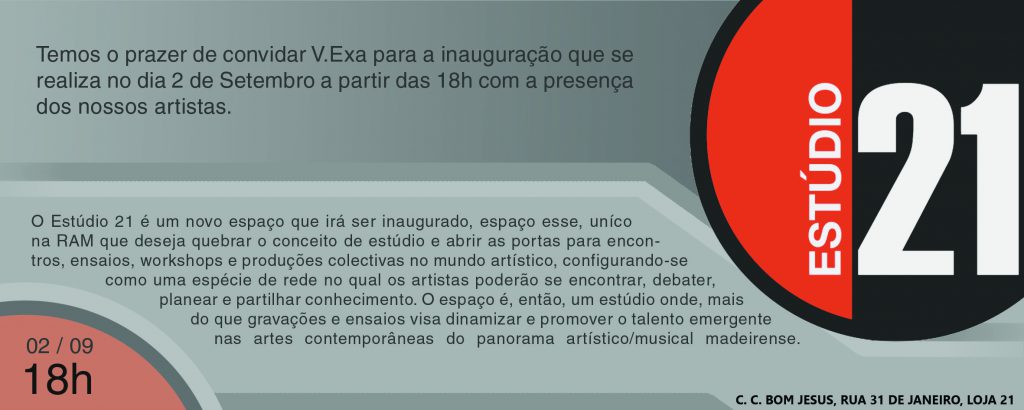 Temos o prazer de convidar V.Exa para a inauguração que se
realiza no dia 2 de Setembro a partir das 18h com a presença
dos nossos artistas.
ESTÚDIO
21
O Estúdio 21 é um novo espaço que irá ser inaugurado, espaço esse, uníco
na RAM que deseja quebrar o conceito de estúdio e abrir as portas para encon-
tros, ensaios, workshops e produções colectivas no mundo artístico, configurando-se
como uma espécie de rede no qual os artistas poderão se encontrar, debater,
planear e partilhar conhecimento. O espaço é, então, um estúdio onde, mais
do que gravações e ensaios visa dinamizar e promover o talento emergente
nas artes contemporâneas do panorama artístico/musical madeirense.
02 / 09
18h
C. C. BOM JESUS, RUA 31 DE JANEIRO, LOJA 21